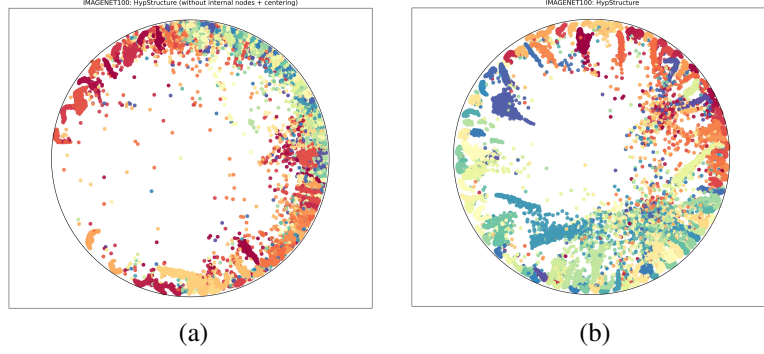 IMAGENET100: HypStructure (without internal nodes + centering)
IMAGENET100: HypStructure
(a)
(b)